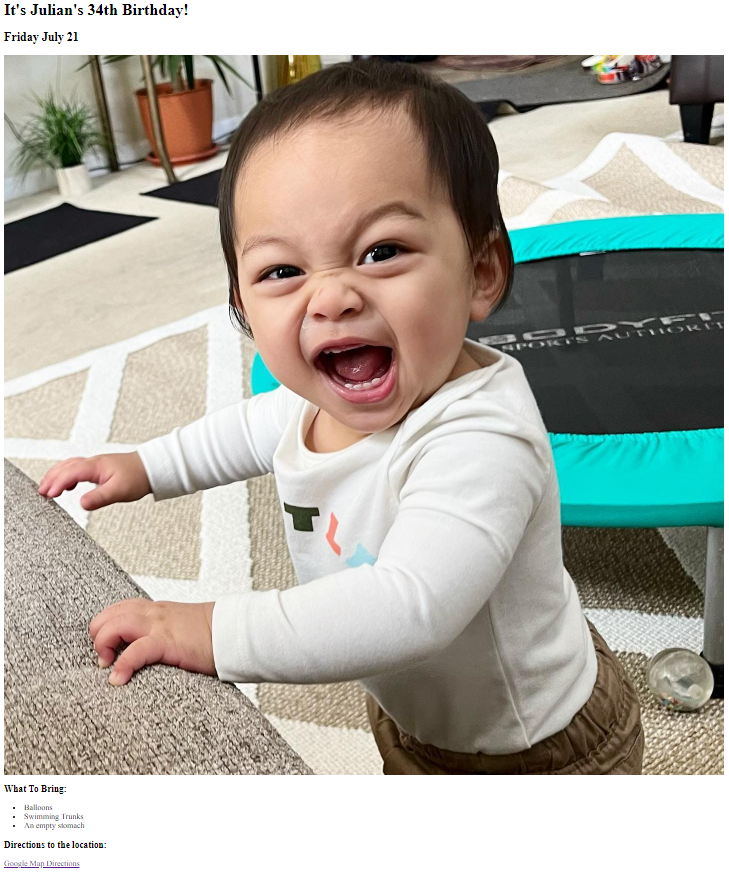 It's Julian's 34th Birthday!
Friday July 21
BODYFIT
SPORTS AUTHORIT
What To Bring:
Balloons
Swimming Trunks
An empty stomach
Directions to the location:
Google Map Directions